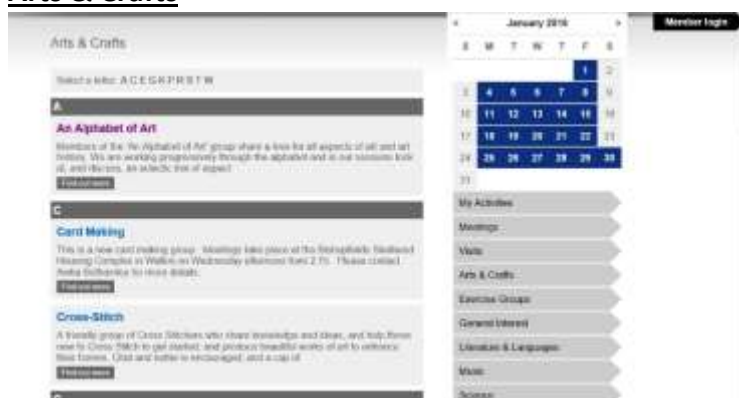 Arts & Crafts
Arts & Crafts
Select a letter: A C E G K P R S T W
A
An Alphabet of Art
Members of the 'An Alphabet of Art' group share a love for all aspects of art and art
history. We are working progressively through the alphabet and in our sessions look
at, and discuss, an eclectic mix of aspect
Find out more
C
Card Making
This is a new card making group. Meetings take place at the
Housing Complex in on Wednesday afternoon from 2.15. Please contact
for more details.
Find out more
Cross-Stitch
A friendly group of Cross Stitchers who share knowledge and ideas, and help those
new to Cross Stitch to get started, and produce beautiful works of art to enhance
their homes. Chat and natter is encouraged, and a cup of
Find out more
January 2016
S M T W T F S
1 2
3 4 5 6 7 8 9
10 11 12 13 14 15 16
17 18 19 20 21 22 23
24 25 26 27 28 29 30
31
Member login
My Activities
Meetings
Visits
Arts & Crafts
Exercise Groups
General Interest
Literature & Languages
Music
Science